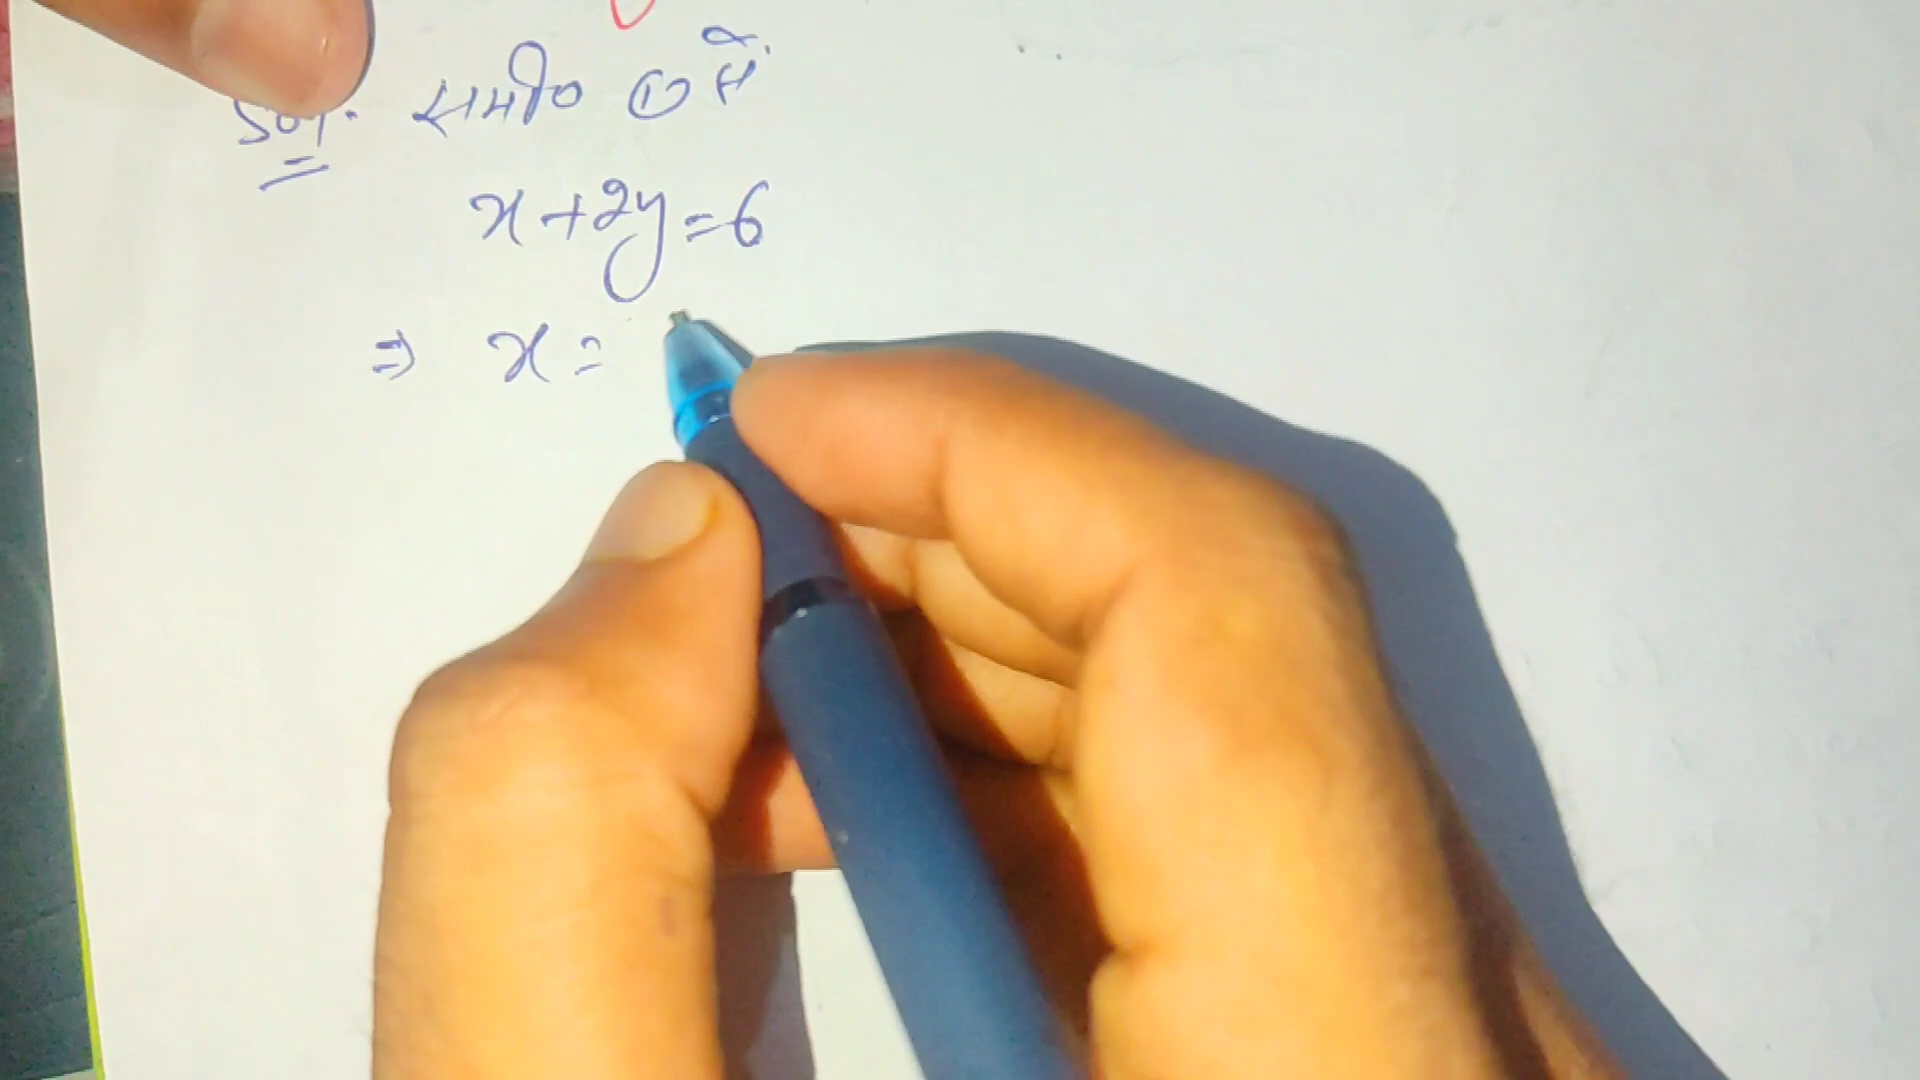 Sol. समी० ① में
x+2y=6
⇒ x=